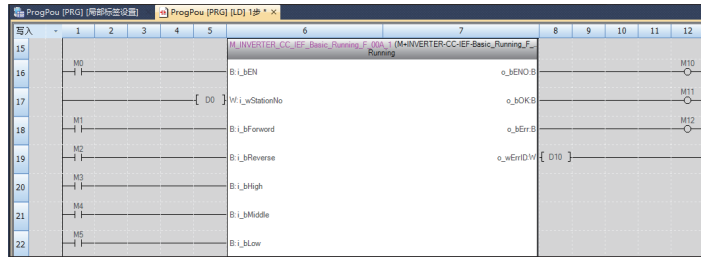 ProgPou [PRG] [局部标签设置]
ProgPou [PRG] [LD] 1步 * ×
写入 1 2 3 4 5 6 7 8 9 10 11 12
15 M_INVERTER_CC_IEF_Basic_Running_F_00A_1 (M+INVERTER-CC-IEF-Basic_Running_F_..
Running
M0 M10
16 B:i_bEN o_bENO:B
M11
17 [ D0 ] W:i_wStationNo o_bOK:B
M1 M12
18 B:i_bForword o_bErr:B
M2
19 B:i_bReverse o_wErrID:W [ D10 ]
M3
20 B:i_bHigh
M4
21 B:i_bMiddle
M5
22 B:i_bLow